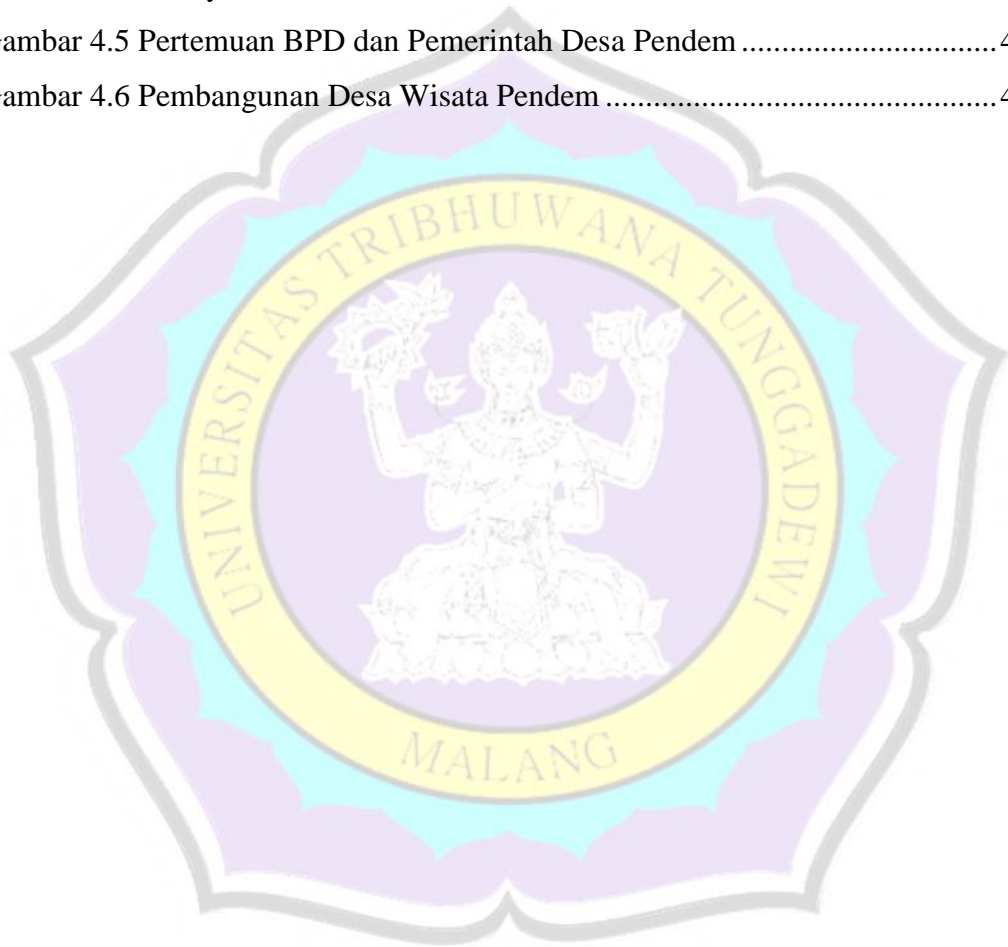 ambar 4.5 Pertemuan BPD dan Pemerintah Desa Pendem ................................4
ambar 4.6 Pembangunan Desa Wisata Pendem .................................................4
UNIVERSITAS TRIBHUWANA TUNGGADEWI
MALANG